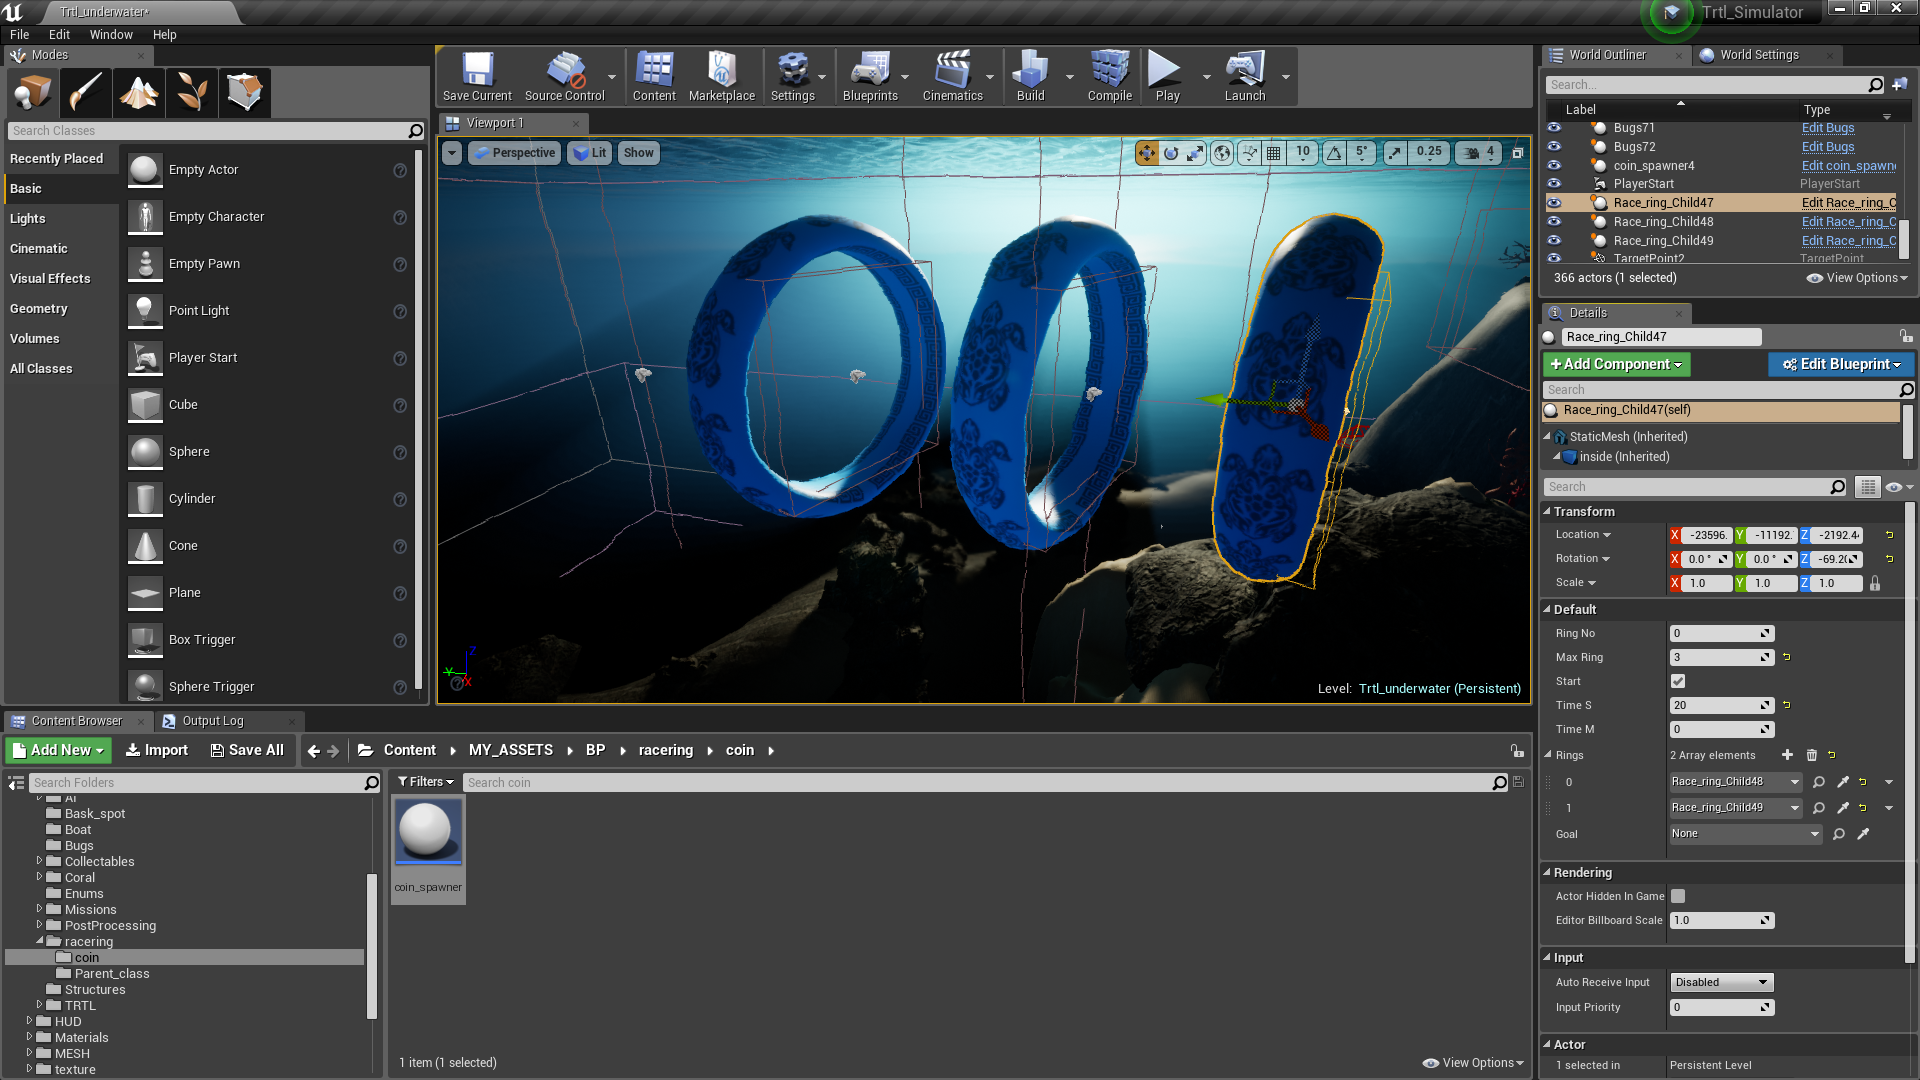 Trtl_underwater*
Trtl_Simulator
File Edit Window Help
Modes
Search Classes
Recently Placed
Basic
Lights
Cinematic
Visual Effects
Geometry
Volumes
All Classes
Empty Actor
Empty Character
Empty Pawn
Point Light
Player Start
Cube
Sphere
Cylinder
Cone
Plane
Box Trigger
Sphere Trigger
Save Current
Source Control
Content
Marketplace
Settings
Blueprints
Cinematics
Build
Compile
Play
Launch
Viewport 1
Perspective Lit Show
10 5° 0.25 4
Level: Trtl_underwater (Persistent)
World Outliner World Settings
Search...
Label Type
Bugs71 Edit Bugs
Bugs72 Edit Bugs
coin_spawner4 Edit coin_spawn
PlayerStart PlayerStart
Race_ring_Child47 Edit Race_ring_C
Race_ring_Child48 Edit Race_ring_C
Race_ring_Child49 Edit Race_ring_C
TargetPoint2 TargetPoint
366 actors (1 selected) View Options
Details
Race_ring_Child47
+Add Component Edit Blueprint
Search
Race_ring_Child47(self)
StaticMesh (Inherited)
inside (Inherited)
Search
Transform
Location X -23596. Y -11192. Z -2192.4
Rotation X 0.0 ° Y 0.0 ° Z -69.20
Scale X 1.0 Y 1.0 Z 1.0
Default
Ring No 0
Max Ring 3
Start
Time S 20
Time M 0
Rings 2 Array elements
0 Race_ring_Child48
1 Race_ring_Child49
Goal None
Rendering
Actor Hidden In Game
Editor Billboard Scale 1.0
Input
Auto Receive Input Disabled
Input Priority 0
Actor
1 selected in Persistent Level
Content Browser Output Log
Add New Import Save All Content MY_ASSETS BP racering coin
Search Folders
AI
Bask_spot
Boat
Bugs
Collectables
Coral
Enums
Missions
PostProcessing
racering
coin
Parent_class
Structures
TRTL
HUD
Materials
MESH
texture
Filters Search coin
coin_spawner
1 item (1 selected) View Options
Z
Y
X